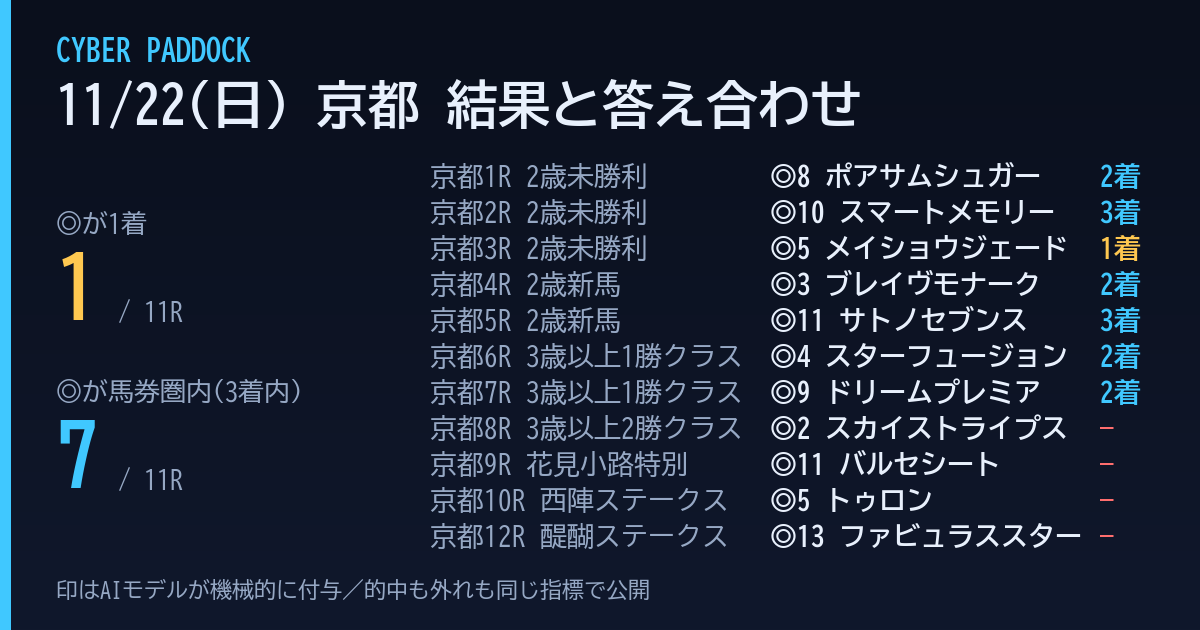 CYBER PADDOCK
11/22(日) 京都 結果と答え合わせ
◎が1着
1 / 11R
◎が馬券圏内(3着内)
7 / 11R
京都1R 2歳未勝利 ◎8 ポアサムシュガー 2着
京都2R 2歳未勝利 ◎10 スマートメモリー 3着
京都3R 2歳未勝利 ◎5 メイショウジェード 1着
京都4R 2歳新馬 ◎3 ブレイヴモナーク 2着
京都5R 2歳新馬 ◎11 サトノセブンス 3着
京都6R 3歳以上1勝クラス ◎4 スターフュージョン 2着
京都7R 3歳以上1勝クラス ◎9 ドリームプレミア 2着
京都8R 3歳以上2勝クラス ◎2 スカイストライプス –
京都9R 花見小路特別 ◎11 バルセシート –
京都10R 西陣ステークス ◎5 トゥロン –
京都12R 醍醐ステークス ◎13 ファビュラススター –
印はAIモデルが機械的に付与／的中も外れも同じ指標で公開